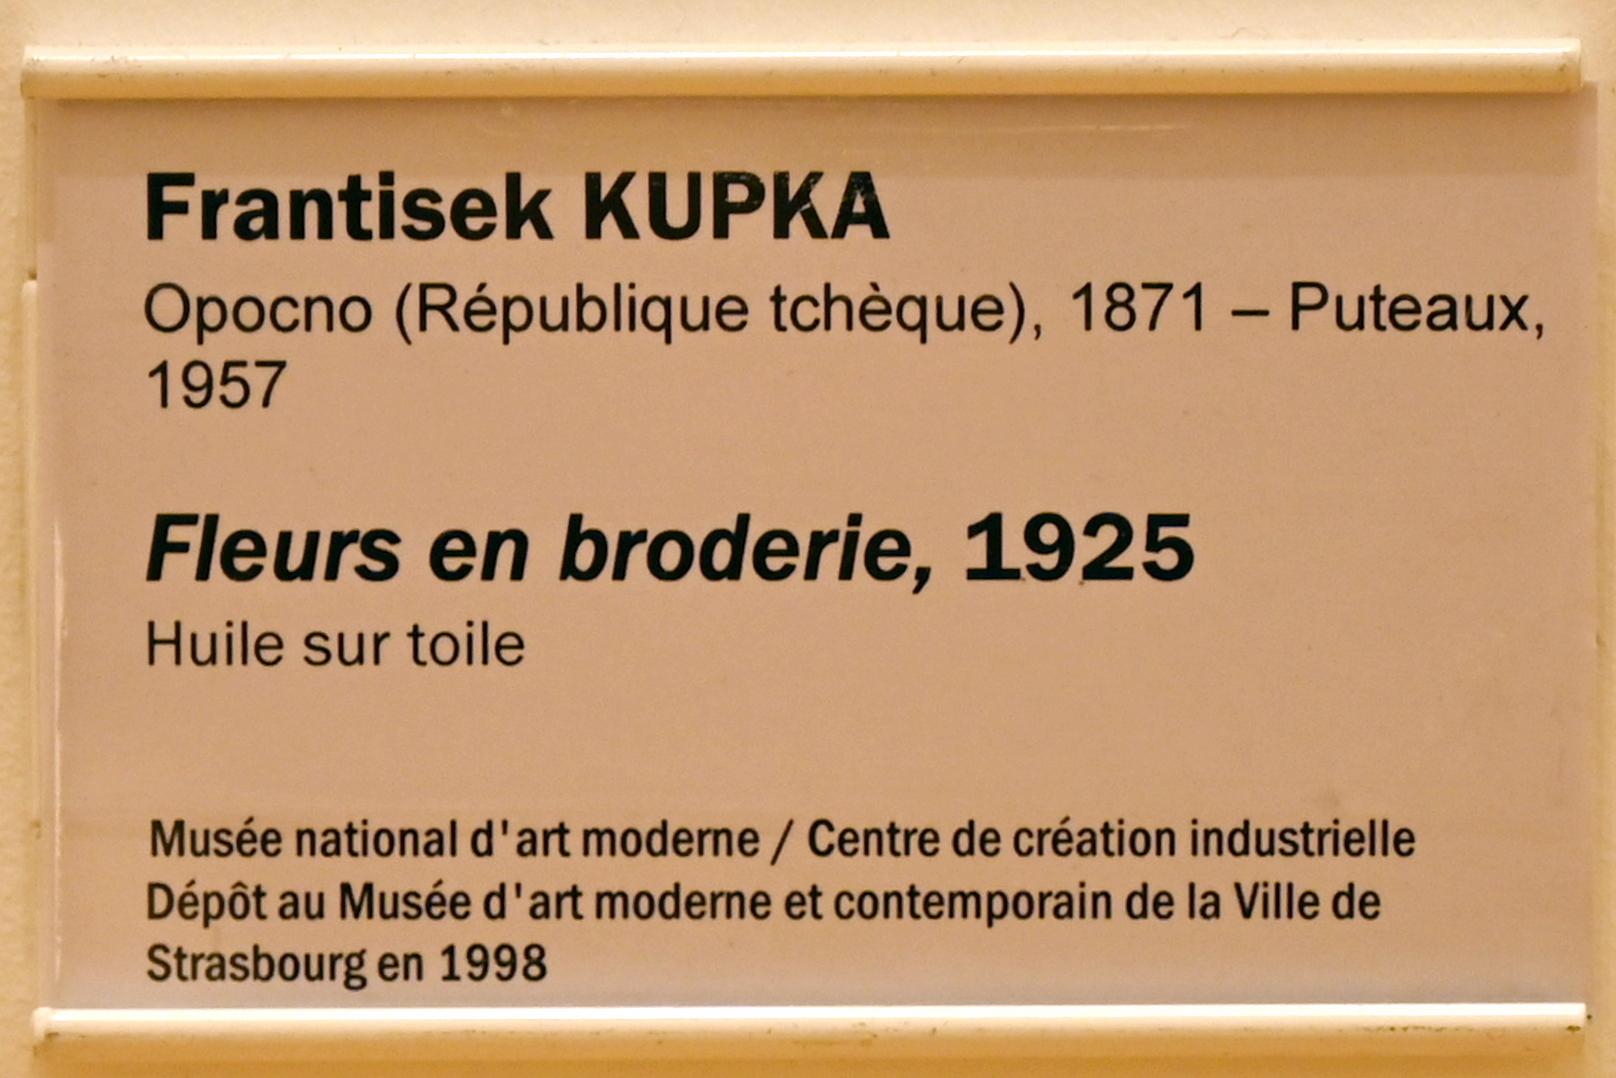 Frantisek KUPKA
Opocno (République tchèque), 1871 – Puteaux,
1957
Fleurs en broderie, 1925
Huile sur toile
Musée national d'art moderne / Centre de création industrielle
Dépôt au Musée d'art moderne et contemporain de la Ville de
Strasbourg en 1998